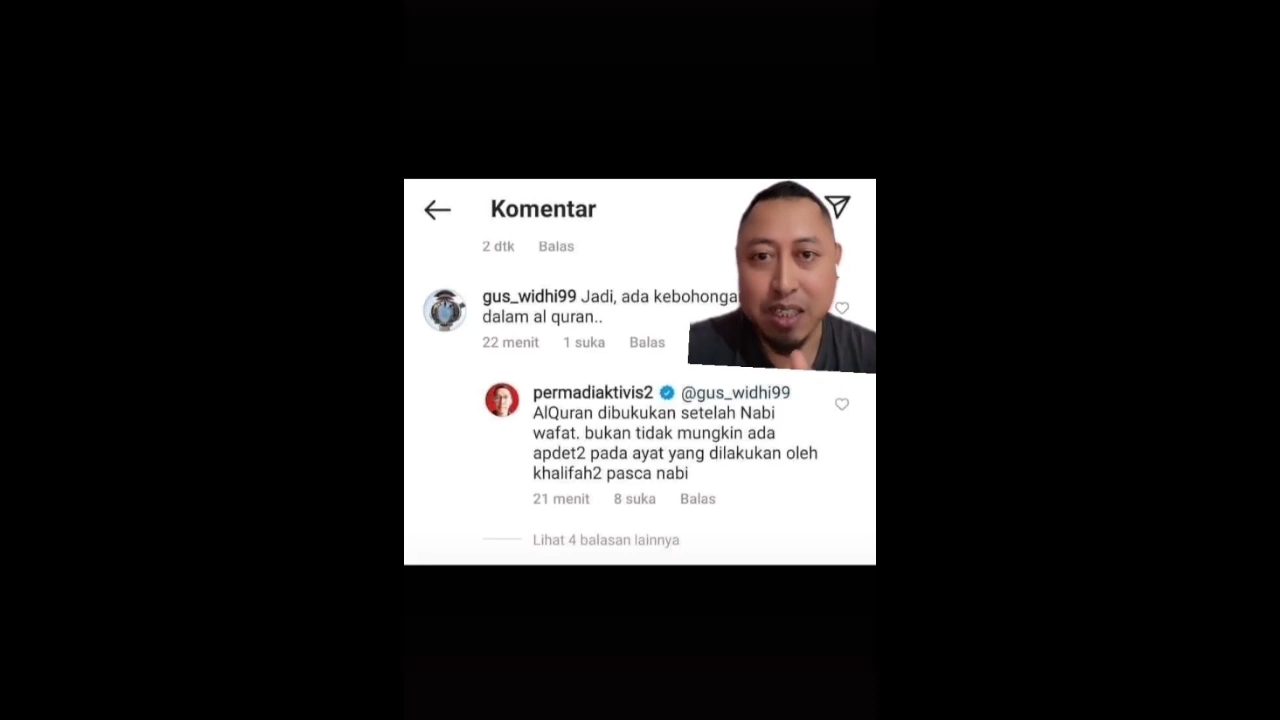 Komentar
2 dtk Balas
gus_widhi99 Jadi, ada
dalam al quran..
22 menit 1 suka Balas
permadiaktivis2 @gus_widhi99
AlQuran dibukukan setelah Nabi
wafat. bukan tidak mungkin ada
apdet2 pada ayat yang dilakukan oleh
khalifah2 pasca nabi
21 menit 8 suka Balas
Lihat 4 balasan lainnya